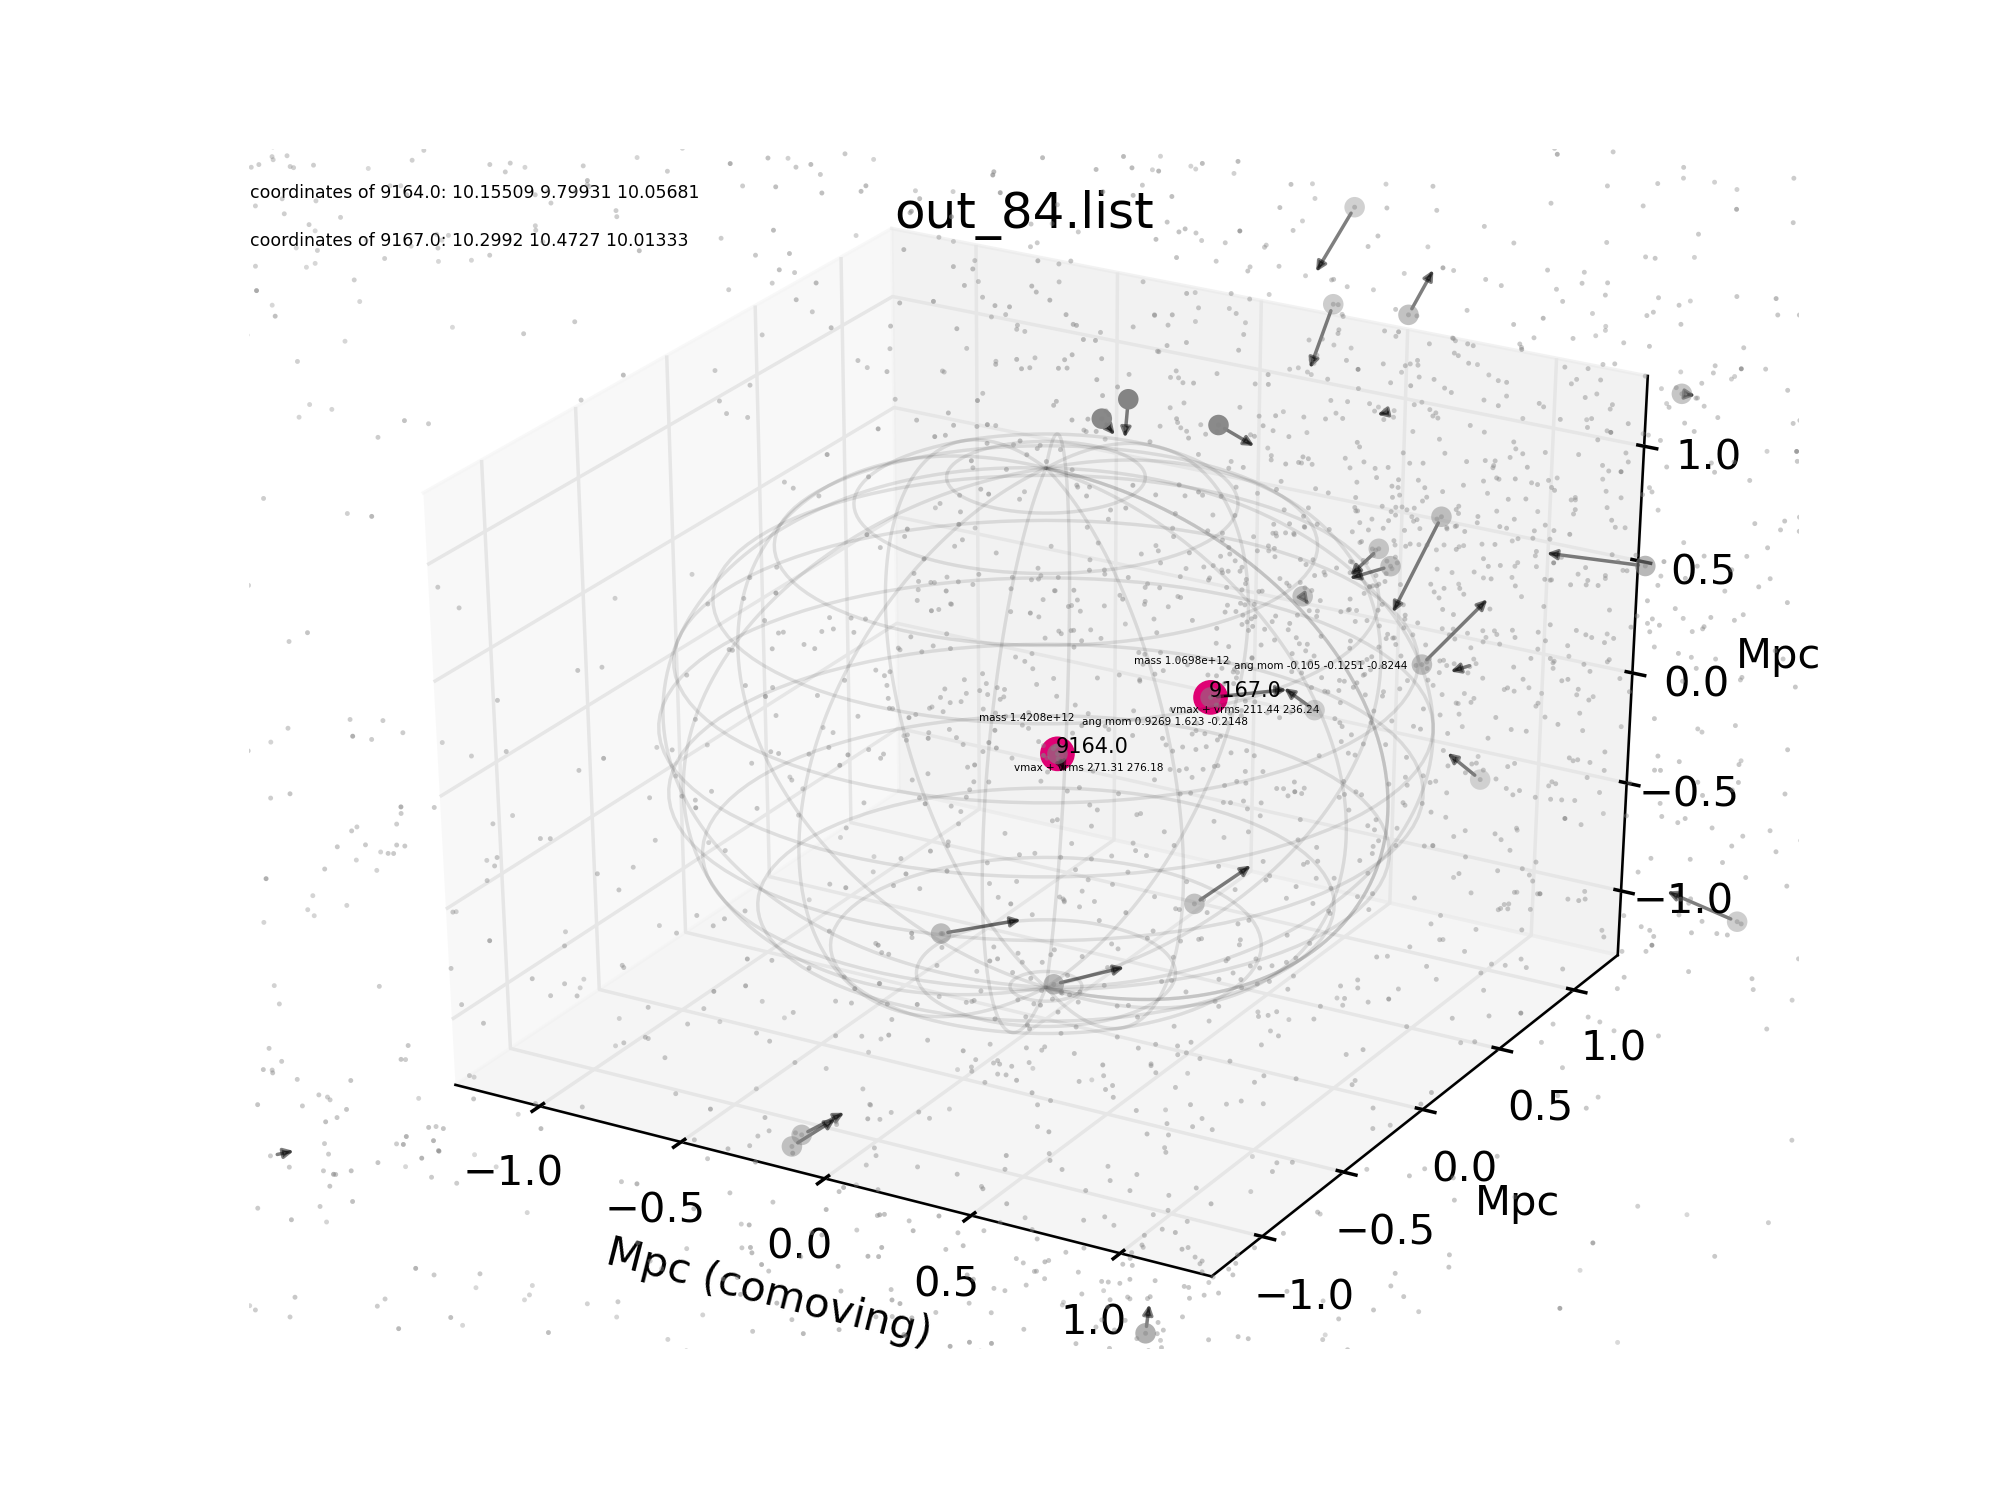 coordinates of 9164.0: 10.15509 9.79931 10.05681
out_84.list
coordinates of 9167.0: 10.2992 10.4727 10.01333
1.0
0.5
Mpc
0.0
−0.5
−1.0
mass 1.0698e+12
ang mom -0.105 -0.1251 -0.8244
9167.0
vmax + vrms 211.44 236.24
mass 1.4208e+12
ang mom 0.9269 1.623 -0.2148
9164.0
vmax + vrms 271.31 276.18
1.0
0.5
0.0
Mpc
−0.5
−1.0
−1.0
−0.5
0.0
0.5
1.0
Mpc (comoving)